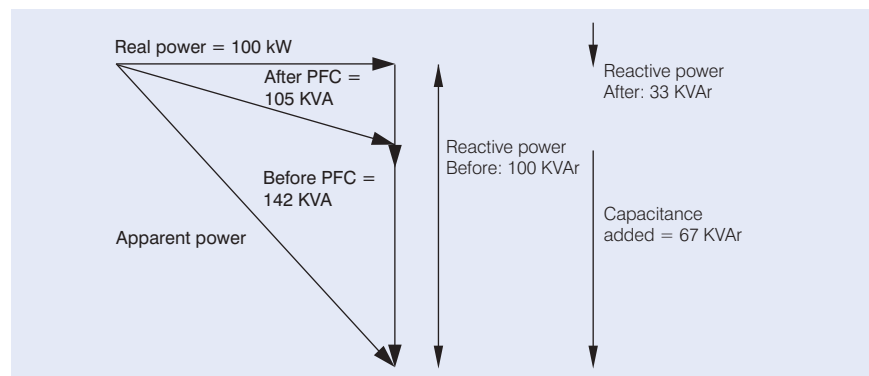 Real power = 100 kW
After PFC =
105 KVA
Reactive power
After: 33 KVAr
Reactive power
Before: 100 KVAr
Before PFC =
142 KVA
Apparent power
Capacitance
added = 67 KVAr